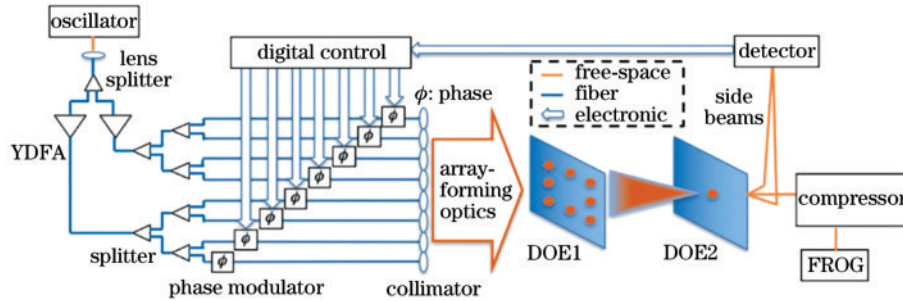 oscillator
lens
splitter
YDFA
splitter
digital control
ϕ: phase
ϕ
ϕ
ϕ
ϕ
ϕ
ϕ
ϕ
ϕ
phase modulator
collimator
array-
forming
optics
free-space
fiber
electronic
DOE1
DOE2
detector
side
beams
compressor
FROG